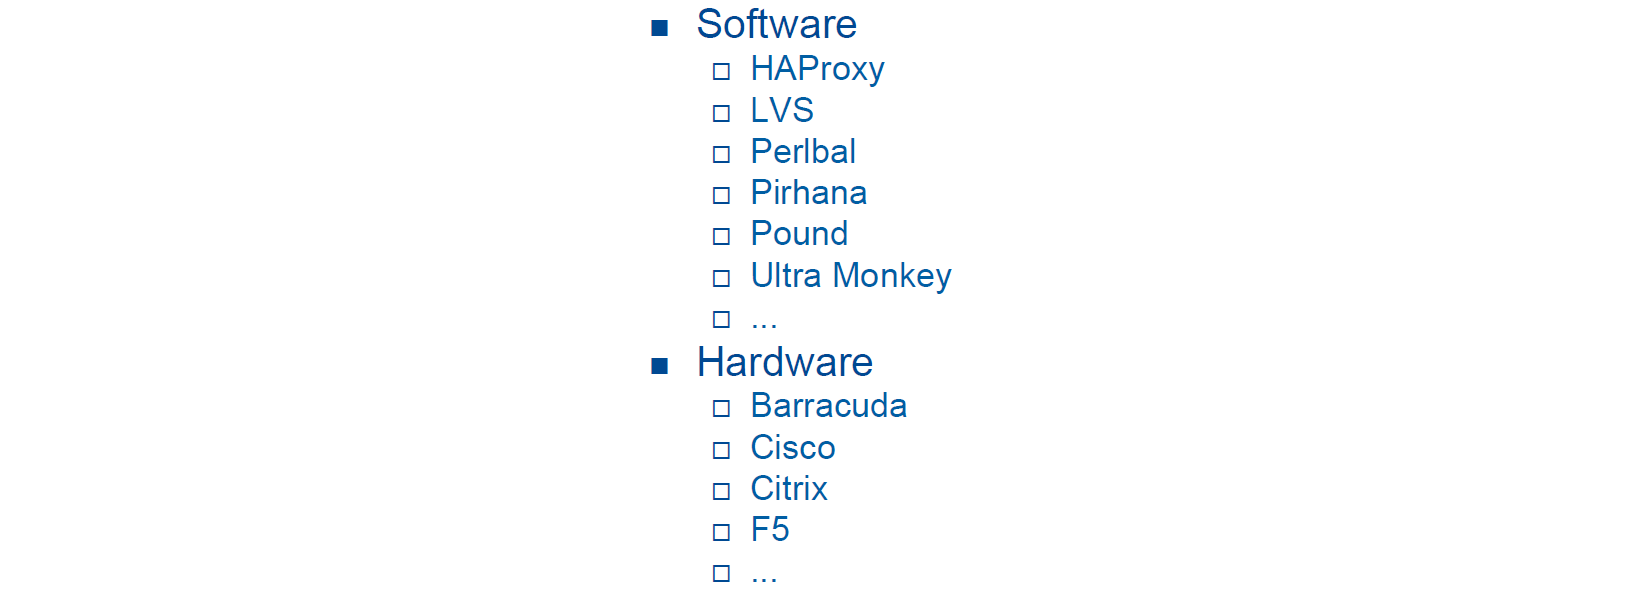 Software
HAProxy
LVS
Perlbal
Pirhana
Pound
Ultra Monkey
...
Hardware
Barracuda
Cisco
Citrix
F5
...